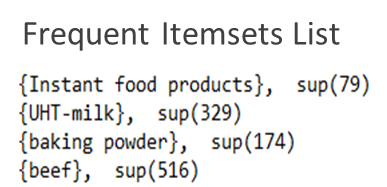 Frequent Itemsets List
{Instant food products}, sup(79)
{UHT-milk}, sup(329)
{baking powder}, sup(174)
{beef}, sup(516)